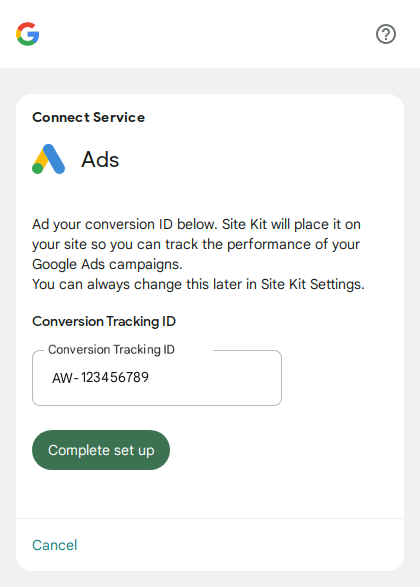 Connect Service
Ads
Ad your conversion ID below. Site Kit will place it on
your site so you can track the performance of your
Google Ads campaigns.
You can always change this later in Site Kit Settings.
Conversion Tracking ID
Conversion Tracking ID
AW-123456789
Complete set up
Cancel